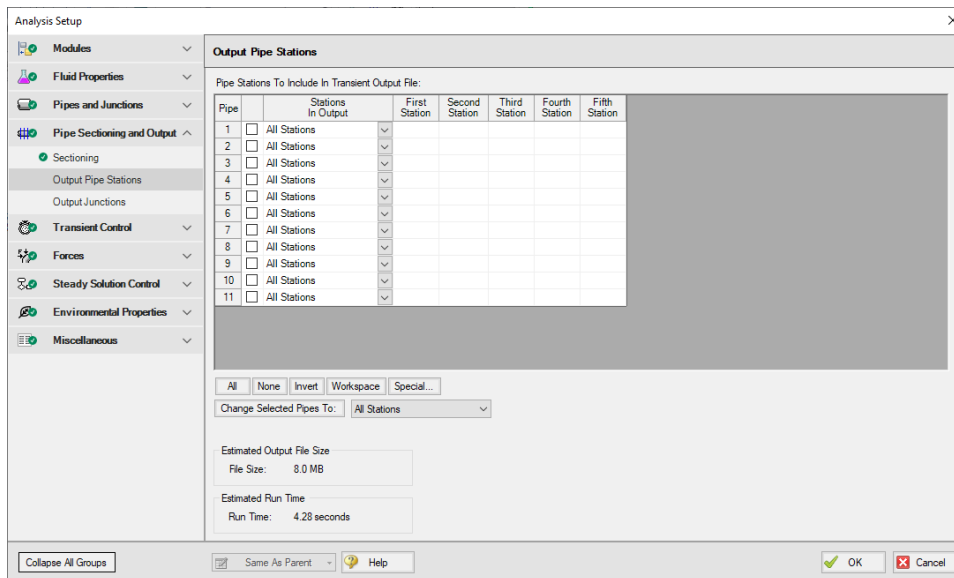 Analysis Setup
Modules
Fluid Properties
Pipes and Junctions
Pipe Sectioning and Output
Sectioning
Output Pipe Stations
Output Junctions
Transient Control
Forces
Steady Solution Control
Environmental Properties
Miscellaneous
Output Pipe Stations
Pipe Stations To Include In Transient Output File:
Pipe Stations In Output First Station Second Station Third Station Fourth Station Fifth Station
1 All Stations
2 All Stations
3 All Stations
4 All Stations
5 All Stations
6 All Stations
7 All Stations
8 All Stations
9 All Stations
10 All Stations
11 All Stations
All None Invert Workspace Special...
Change Selected Pipes To: All Stations
Estimated Output File Size
File Size: 8.0 MB
Estimated Run Time
Run Time: 4.28 seconds
Collapse All Groups Same As Parent Help OK Cancel